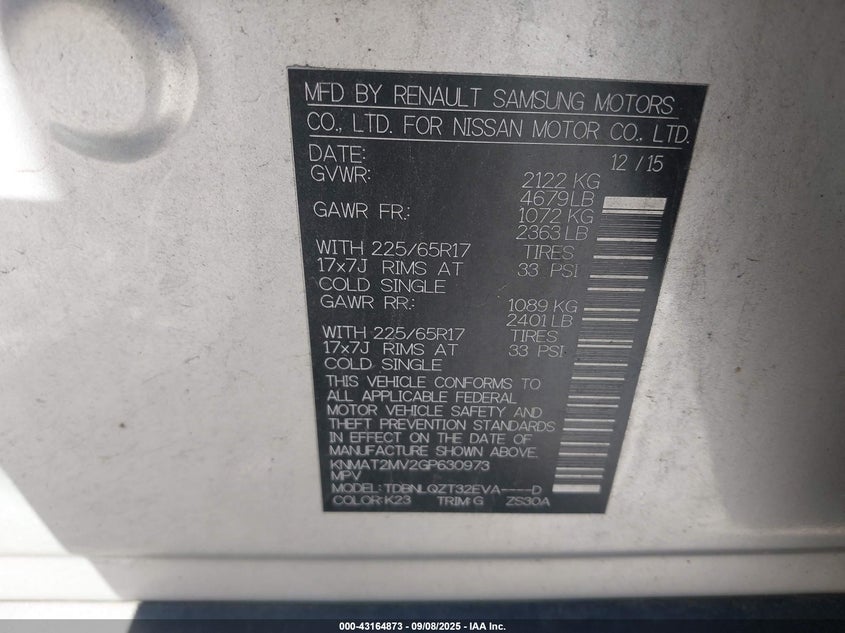 MFD BY RENAULT SAMSUNG MOTORS
CO., LTD. FOR NISSAN MOTOR CO., LTD.
DATE: 12 / 15
GVWR: 2122 KG
4679LB
GAWR FR: 1072 KG
2363 LB
WITH 225/65R17 TIRES
17x7J RIMS AT 33 PSI
COLD SINGLE
GAWR RR: 1089 KG
2401 LB
WITH 225/65R17 TIRES
17x7J RIMS AT 33 PSI
COLD SINGLE
THIS VEHICLE CONFORMS TO
ALL APPLICABLE FEDERAL
MOTOR VEHICLE SAFETY AND
THEFT PREVENTION STANDARDS
IN EFFECT ON THE DATE OF
MANUFACTURE SHOWN ABOVE.
KNMAT2MV2GP630973
MPV
MODEL: TDBNLQZT32EVA----D
COLOR:K23 TRIM:G ZS30A
000-43164873 - 09/08/2025 - IAA Inc.